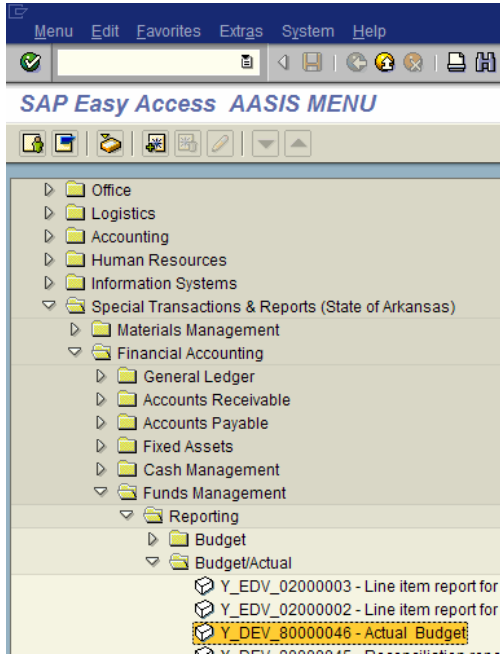 Menu Edit Favorites Extras System Help
SAP Easy Access AASIS MENU
Office
Logistics
Accounting
Human Resources
Information Systems
Special Transactions & Reports (State of Arkansas)
Materials Management
Financial Accounting
General Ledger
Accounts Receivable
Accounts Payable
Fixed Assets
Cash Management
Funds Management
Reporting
Budget
Budget/Actual
Y_EDV_02000003 - Line item report for
Y_EDV_02000002 - Line item report for
Y_DEV_80000046 - Actual Budget